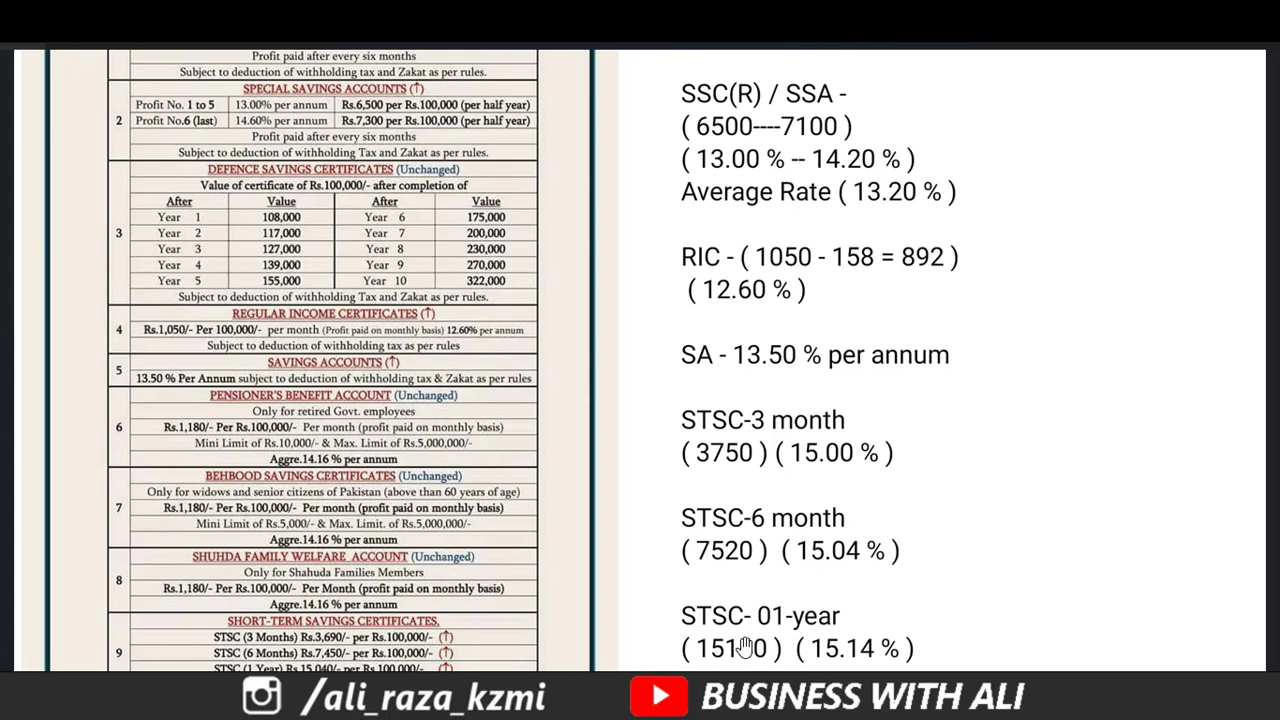 Profit paid after every six months
Subject to deduction of withholding tax and Zakat as per rules.
2
SPECIAL SAVINGS ACCOUNTS (↑)
Profit No. 1 to 5 13.00% per annum Rs.6,500 per Rs.100,000 (per half year)
Profit No.6 (last) 14.60% per annum Rs.7,300 per Rs.100,000 (per half year)
Profit paid after every six months
Subject to deduction of withholding Tax and Zakat as per rules.
3
DEFENCE SAVINGS CERTIFICATES (Unchanged)
Value of certificate of Rs.100,000/- after completion of
After Value After Value
Year 1 108,000 Year 6 175,000
Year 2 117,000 Year 7 200,000
Year 3 127,000 Year 8 230,000
Year 4 139,000 Year 9 270,000
Year 5 155,000 Year 10 322,000
Subject to deduction of withholding Tax and Zakat as per rules.
4
REGULAR INCOME CERTIFICATES (↑)
Rs.1,050/- Per 100,000/- per month (Profit paid on monthly basis) 12.60% per annum
Subject to deduction of withholding tax as per rules
5
SAVINGS ACCOUNTS (↑)
13.50 % Per Annum subject to deduction of withholding tax & Zakat as per rules
6
PENSIONER'S BENEFIT ACCOUNT (Unchanged)
Only for retired Govt. employees
Rs.1,180/- Per Rs.100,000/- Per month (profit paid on monthly basis)
Mini Limit of Rs.10,000/- & Max. Limit of Rs.5,000,000/-
Aggre.14.16 % per annum
7
BEHBOOD SAVINGS CERTIFICATES (Unchanged)
Only for widows and senior citizens of Pakistan (above than 60 years of age)
Rs.1,180/- Per Rs.100,000/- Per month (profit paid on monthly basis)
Mini Limit of Rs.5,000/- & Max. Limit. of Rs.5,000,000/-
Aggre.14.16 % per annum
8
SHUHDA FAMILY WELFARE ACCOUNT (Unchanged)
Only for Shahuda Families Members
Rs.1,180/- Per Rs.100,000/- Per Month (profit paid on monthly basis)
Aggre.14.16 % per annum
9
SHORT-TERM SAVINGS CERTIFICATES.
STSC (3 Months) Rs.3,690/- per Rs.100,000/- (↑)
STSC (6 Months) Rs.7,450/- per Rs.100,000/- (↑)
STSC (1 Year) Rs.15,040/- per Rs.100,000/- (↑)
SSC(R) / SSA -
( 6500----7100 )
( 13.00 % -- 14.20 % )
Average Rate ( 13.20 % )
RIC - ( 1050 - 158 = 892 )
( 12.60 % )
SA - 13.50 % per annum
STSC-3 month
( 3750 ) ( 15.00 % )
STSC-6 month
( 7520 ) ( 15.04 % )
STSC- 01-year
( 15.14 % )
/ali_raza_kzmi
BUSINESS WITH ALI